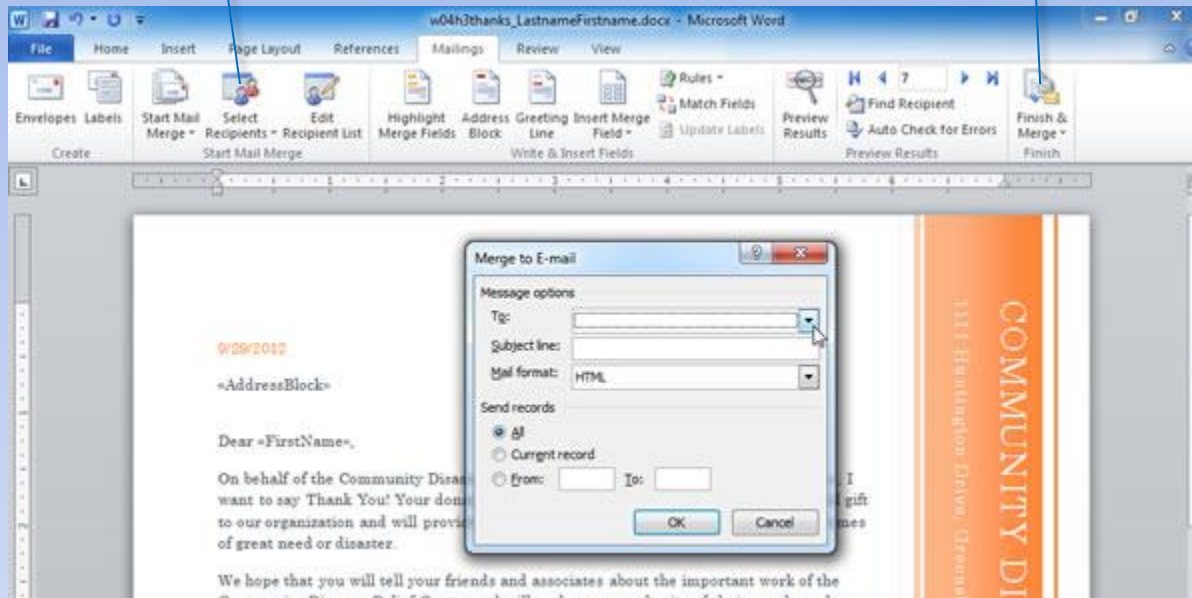 w04h3thanks_LastnameFirstname.docx - Microsoft Word
File Home Insert Page Layout References Mailings Review View
Envelopes Labels Start Mail Merge Select Recipients Edit Recipient List Highlight Merge Fields Address Block Greeting Line Insert Merge Field Rules Match Fields Update Labels Preview Results 7 Find Recipient Auto Check for Errors Finish & Merge
Create Start Mail Merge Write & Insert Fields Preview Results Finish
Merge to E-mail
Message options
To:
Subject line:
Mail format: HTML
Send records
All
Current record
From: To:
OK Cancel
9/29/2012
«AddressBlock»
Dear «FirstName»,
On behalf of the Community , I
want to say Thank You! Your gift
to our organization and will
of great need or disaster.
We hope that you will tell your friends and associates about the important work of the
COMMUNITY
1111 Huntington Drive,